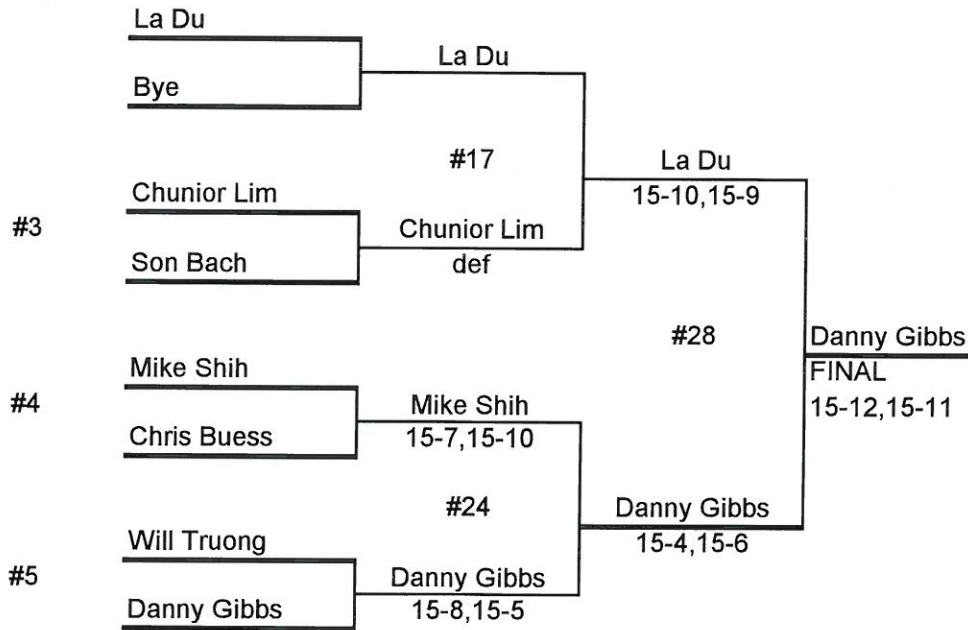 La Du
La Du
Bye
#17
La Du
15-10,15-9
Chunior Lim
#3
Chunior Lim
def
Son Bach
#28
Danny Gibbs
FINAL
15-12,15-11
Mike Shih
#4
Mike Shih
15-7,15-10
Chris Buess
#24
Danny Gibbs
15-4,15-6
Will Truong
#5
Danny Gibbs
15-8,15-5
Danny Gibbs